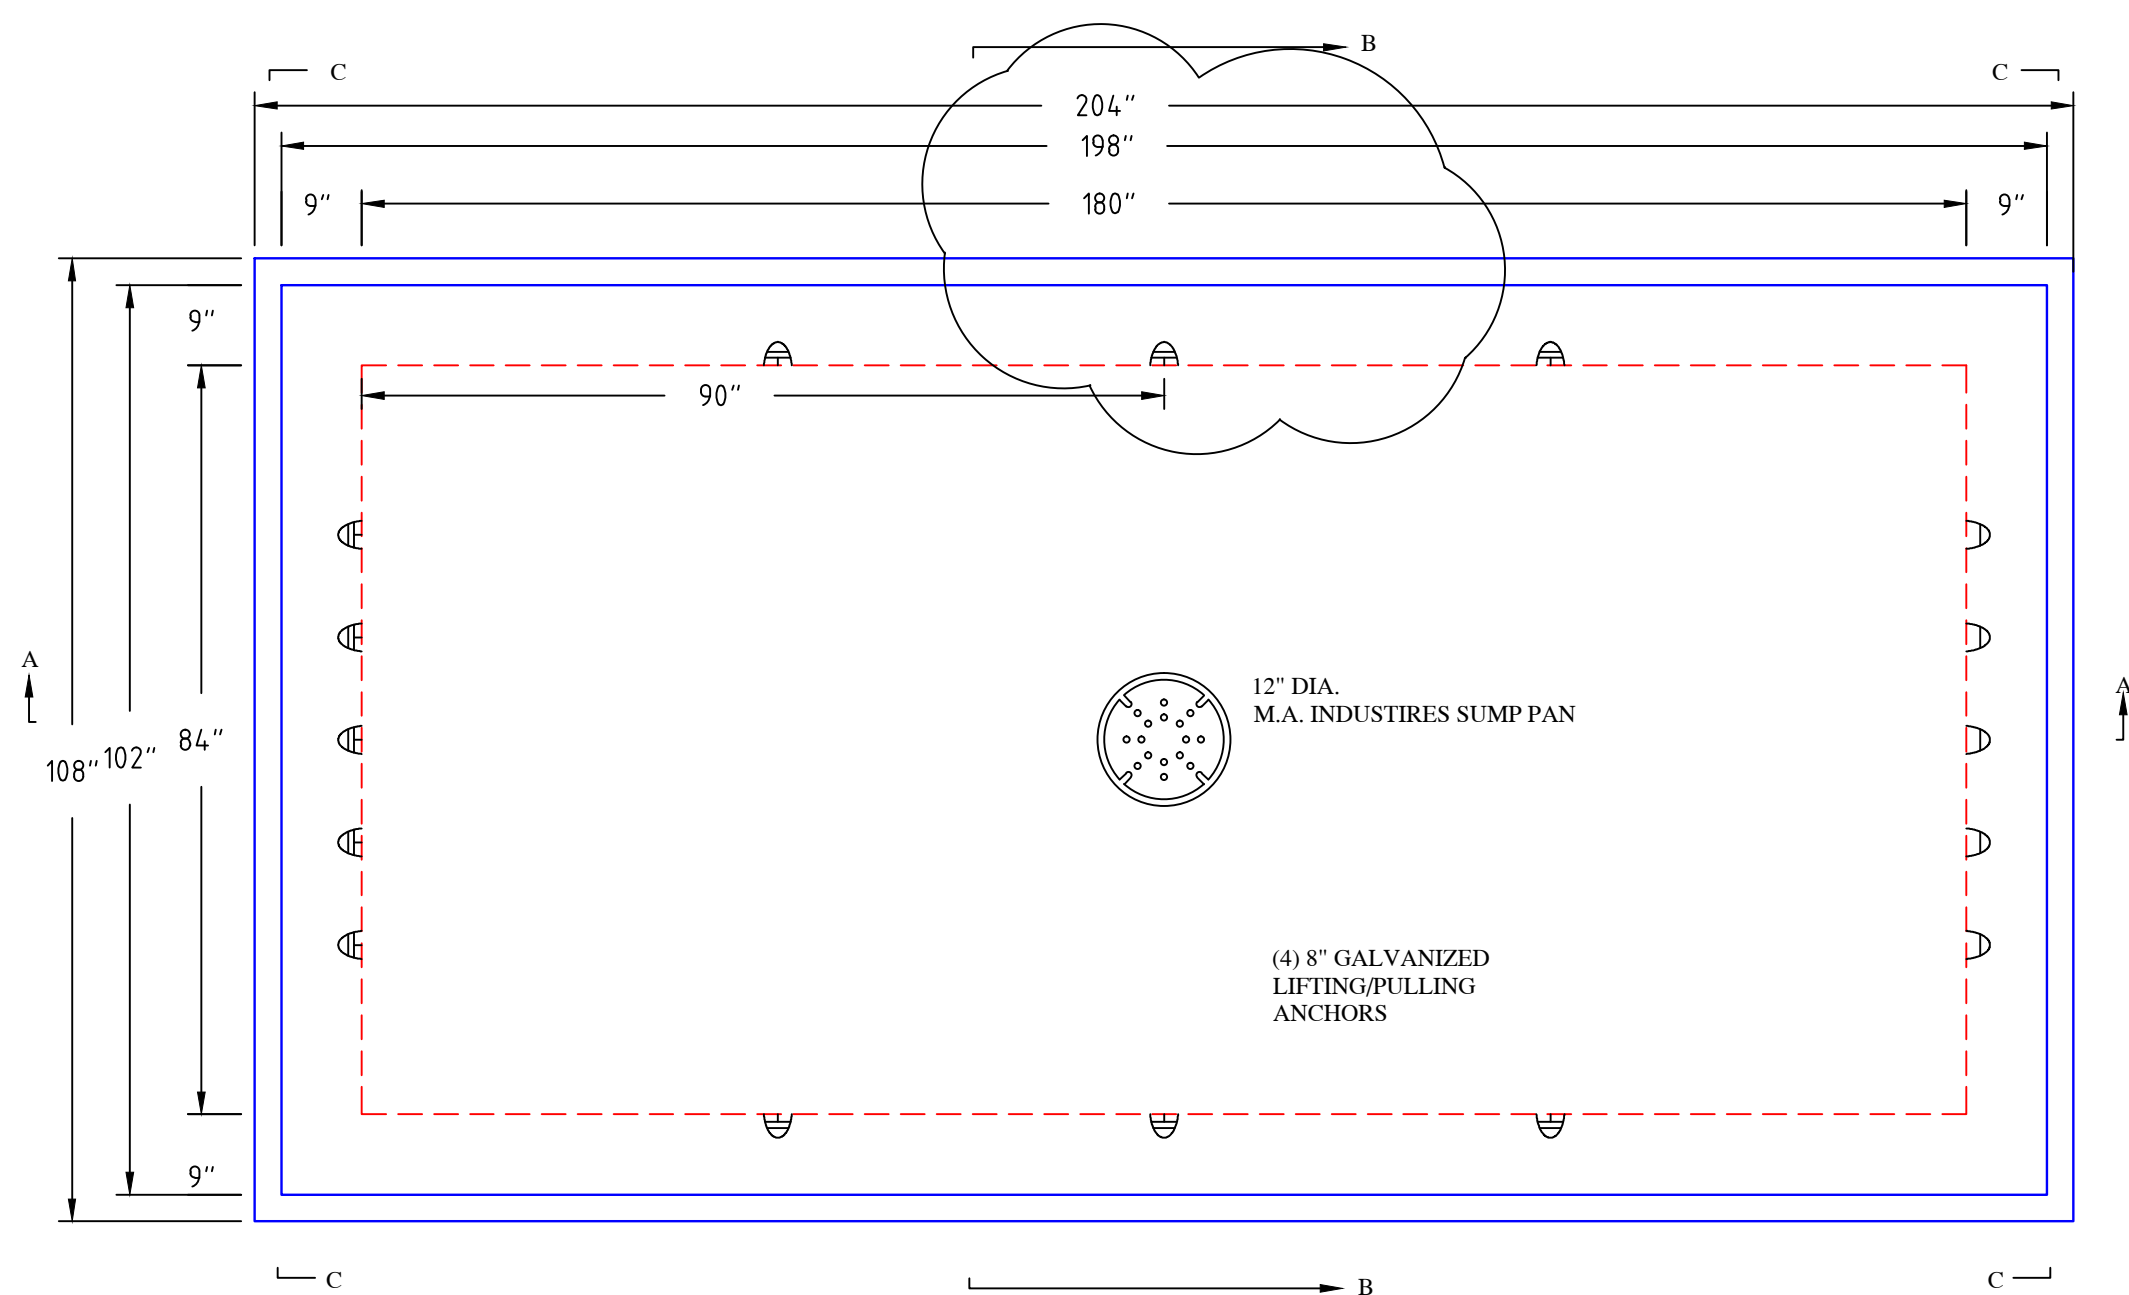 B
C
C
204"
198"
9"
180"
9"
9"
90"
A
A
12" DIA.
M.A. INDUSTIRES SUMP PAN
84"
102"
108"
(4) 8" GALVANIZED
LIFTING/PULLING
ANCHORS
9"
C
C
B